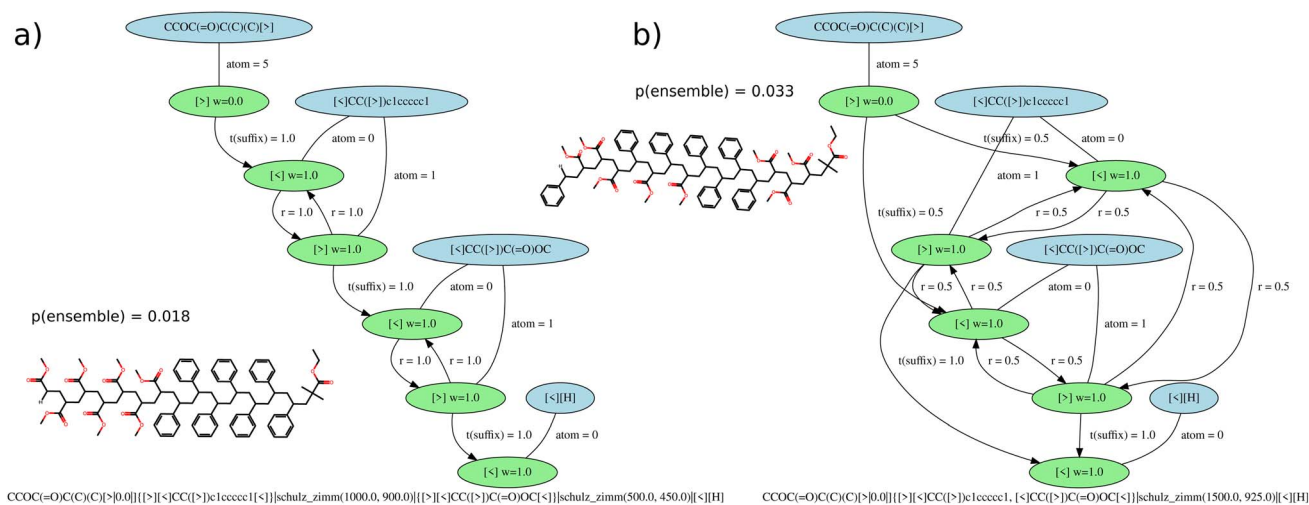 a)
CCOC(=O)C(C)(C)[>]
atom = 5
[>] w=0.0
[<]CC([>])c1ccccc1
t(suffix) = 1.0
atom = 0
[<] w=1.0
atom = 1
r = 1.0
r = 1.0
[>] w=1.0
[<]CC([>])C(=O)OC
t(suffix) = 1.0
atom = 0
p(ensemble) = 0.018
[<] w=1.0
atom = 1
r = 1.0
r = 1.0
[>] w=1.0
[<][H]
t(suffix) = 1.0
atom = 0
[<] w=1.0
CCOC(=O)C(C)(C)[>|0.0|]{[>][<]CC([>])c1ccccc1[<]}|schulz_zimm(1000.0, 900.0)|{[>][<]CC([>])C(=O)OC[<]}|schulz_zimm(500.0, 450.0)|[<][H]
b)
CCOC(=O)C(C)(C)[>]
atom = 5
p(ensemble) = 0.033
[>] w=0.0
[<]CC([>])c1ccccc1
t(suffix) = 0.5
atom = 0
atom = 1
[<] w=1.0
t(suffix) = 0.5
r = 0.5
r = 0.5
[>] w=1.0
[<]CC([>])C(=O)OC
r = 0.5
r = 0.5
atom = 0
r = 0.5
r = 0.5
[<] w=1.0
atom = 1
t(suffix) = 1.0
r = 0.5
r = 0.5
[>] w=1.0
[<][H]
t(suffix) = 1.0
atom = 0
[<] w=1.0
CCOC(=O)C(C)(C)[>|0.0|]{[>][<]CC([>])c1ccccc1, [<]CC([>])C(=O)OC[<]}|schulz_zimm(1500.0, 925.0)|[<][H]